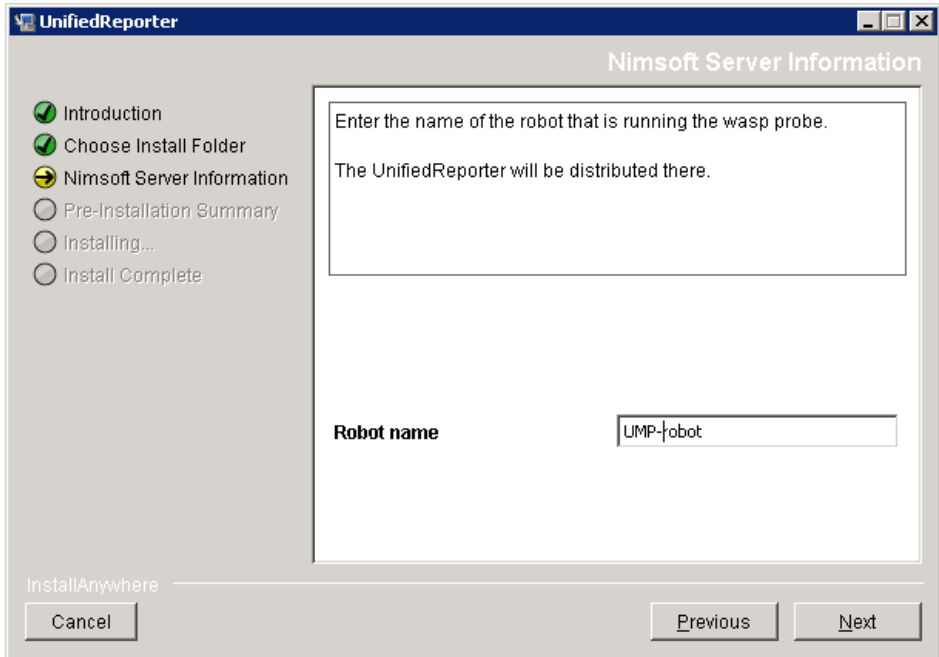 UnifiedReporter
Nimsoft Server Information
Introduction
Choose Install Folder
Nimsoft Server Information
Pre-Installation Summary
Installing...
Install Complete
Enter the name of the robot that is running the wasp probe.
The UnifiedReporter will be distributed there.
Robot name UMP-robot
InstallAnywhere
Cancel Previous Next